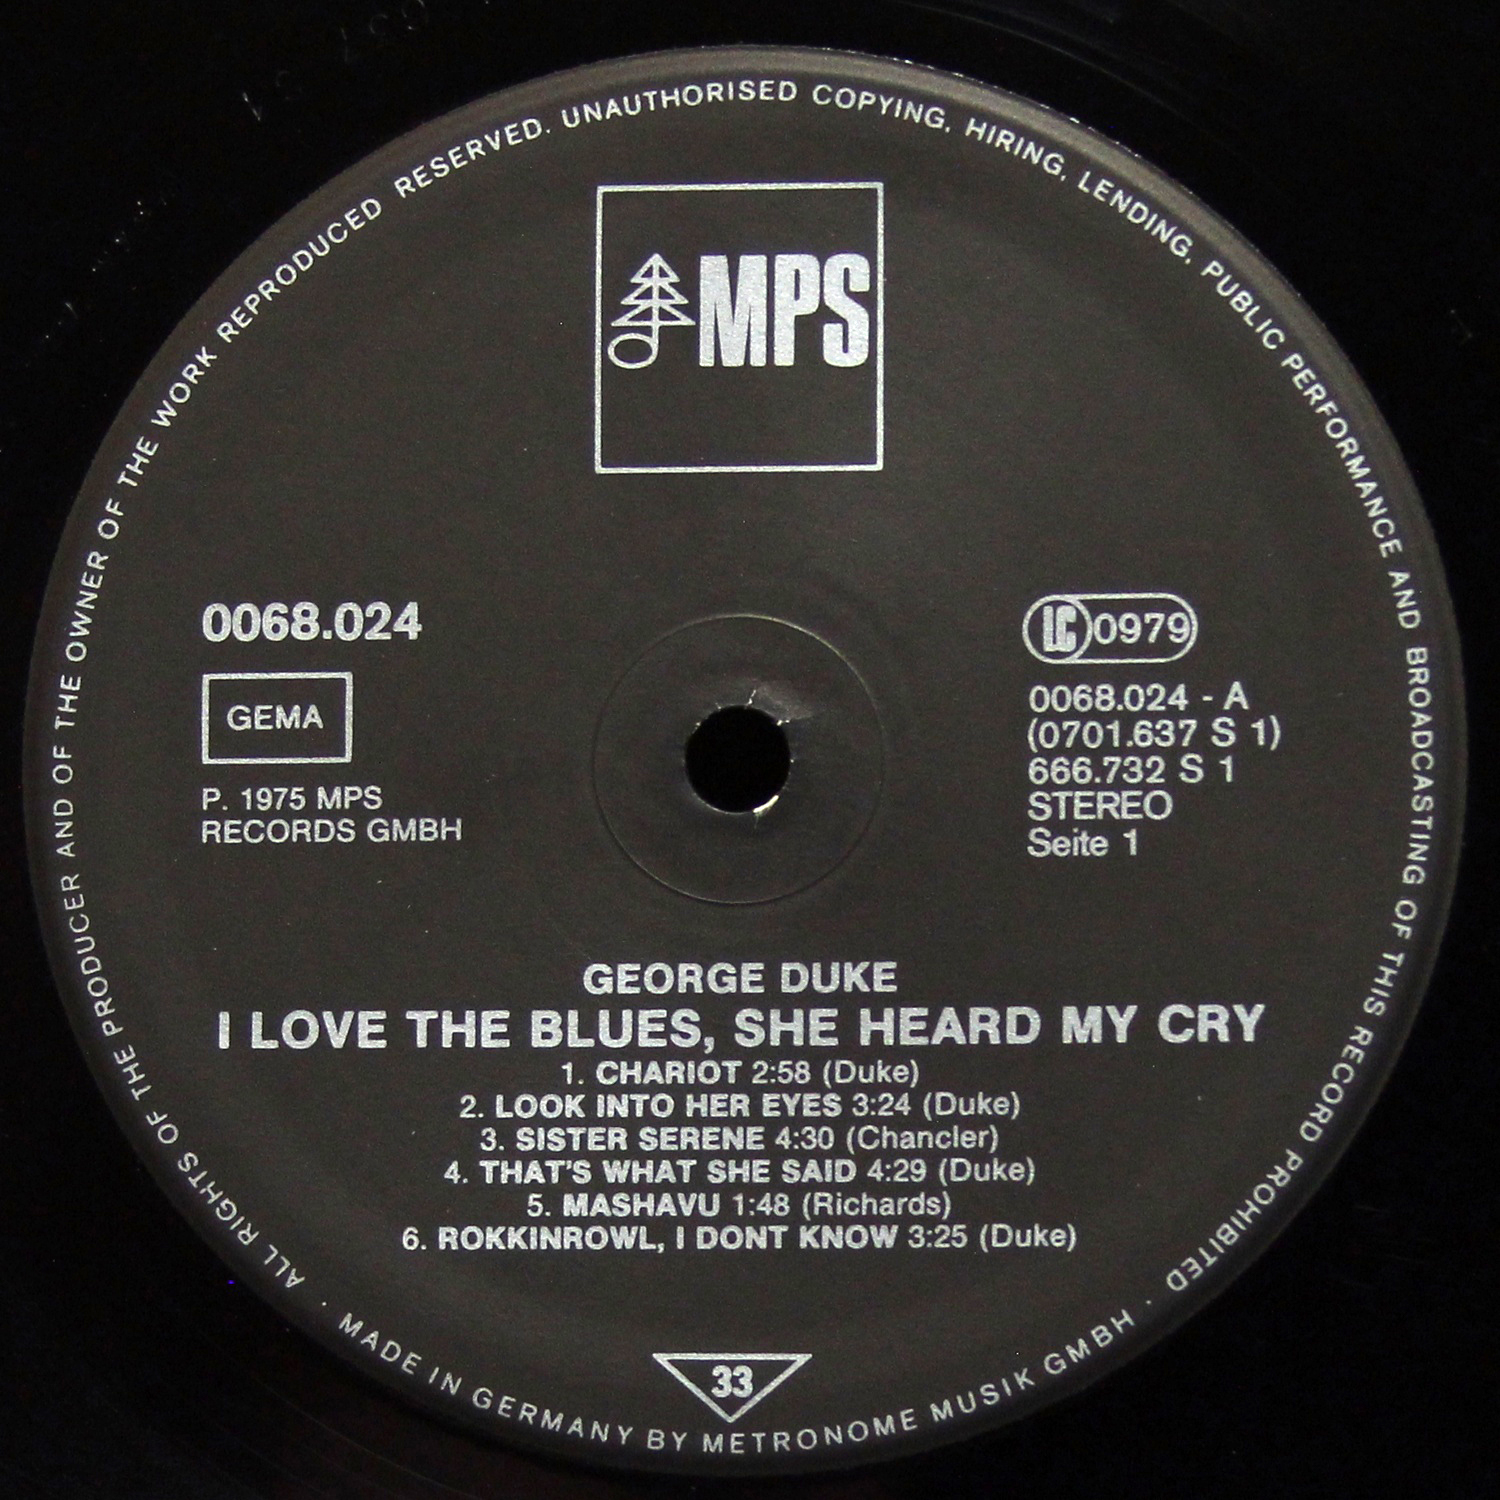 ALL RIGHTS OF THE PRODUCER AND OF THE OWNER OF THE WORK REPRODUCED RESERVED. UNAUTHORISED COPYING, HIRING, LENDING, PUBLIC PERFORMANCE AND BROADCASTING OF THIS RECORD PROHIBITED ·
MPS
0068.024
GEMA
P. 1975 MPS
RECORDS GMBH
LC 0979
0068.024 - A
(0701.637 S 1)
666.732 S 1
STEREO
Seite 1
GEORGE DUKE
I LOVE THE BLUES, SHE HEARD MY CRY
1. CHARIOT 2:58 (Duke)
2. LOOK INTO HER EYES 3:24 (Duke)
3. SISTER SERENE 4:30 (Chancler)
4. THAT'S WHAT SHE SAID 4:29 (Duke)
5. MASHAVU 1:48 (Richards)
6. ROKKINROWL, I DONT KNOW 3:25 (Duke)
33
· MADE IN GERMANY BY METRONOME MUSIK GMBH